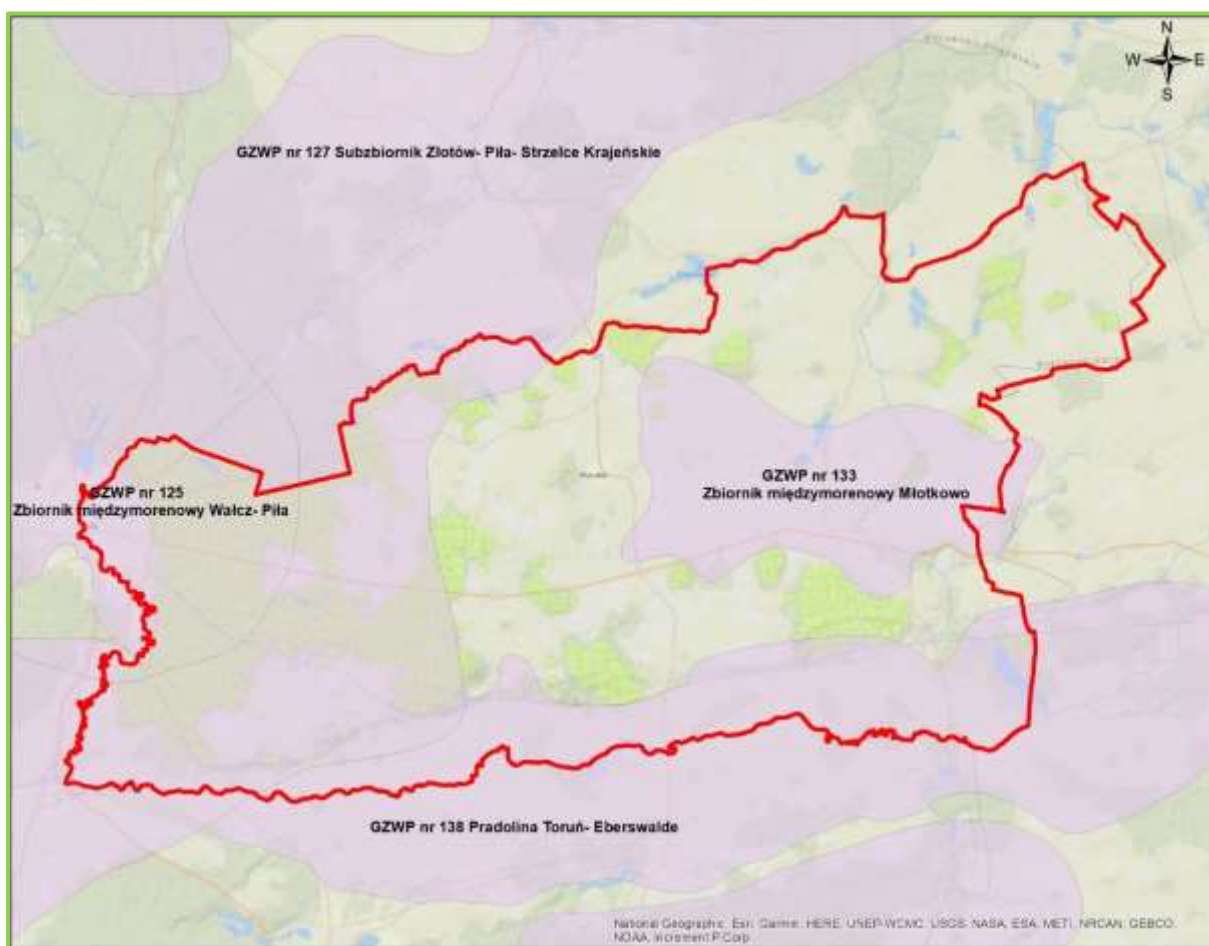 N
W E
S
GZWP nr 127 Subzbiornik Złotów- Piła- Strzelce Krajeńskie
GZWP nr 133
Zbiornik międzymorenowy Młotkowo
GZWP nr 125
Zbiornik międzymorenowy Wałcz- Piła
GZWP nr 138 Pradolina Toruń- Eberswalde
National Geographic, Esri, Garmin, HERE, UNEP-WCMC, USGS, NASA, ESA, METI, NRCAN, GEBCO,
NOAA, increment P Corp.